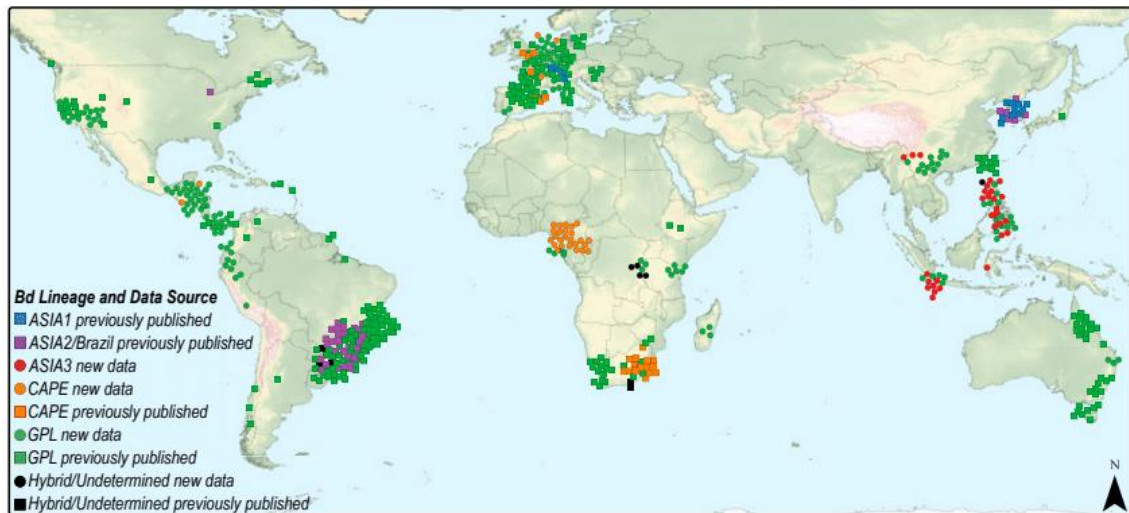 Bd Lineage and Data Source
ASIA1 previously published
ASIA2/Brazil previously published
ASIA3 new data
CAPE new data
CAPE previously published
GPL new data
GPL previously published
Hybrid/Undetermined new data
Hybrid/Undetermined previously published
N